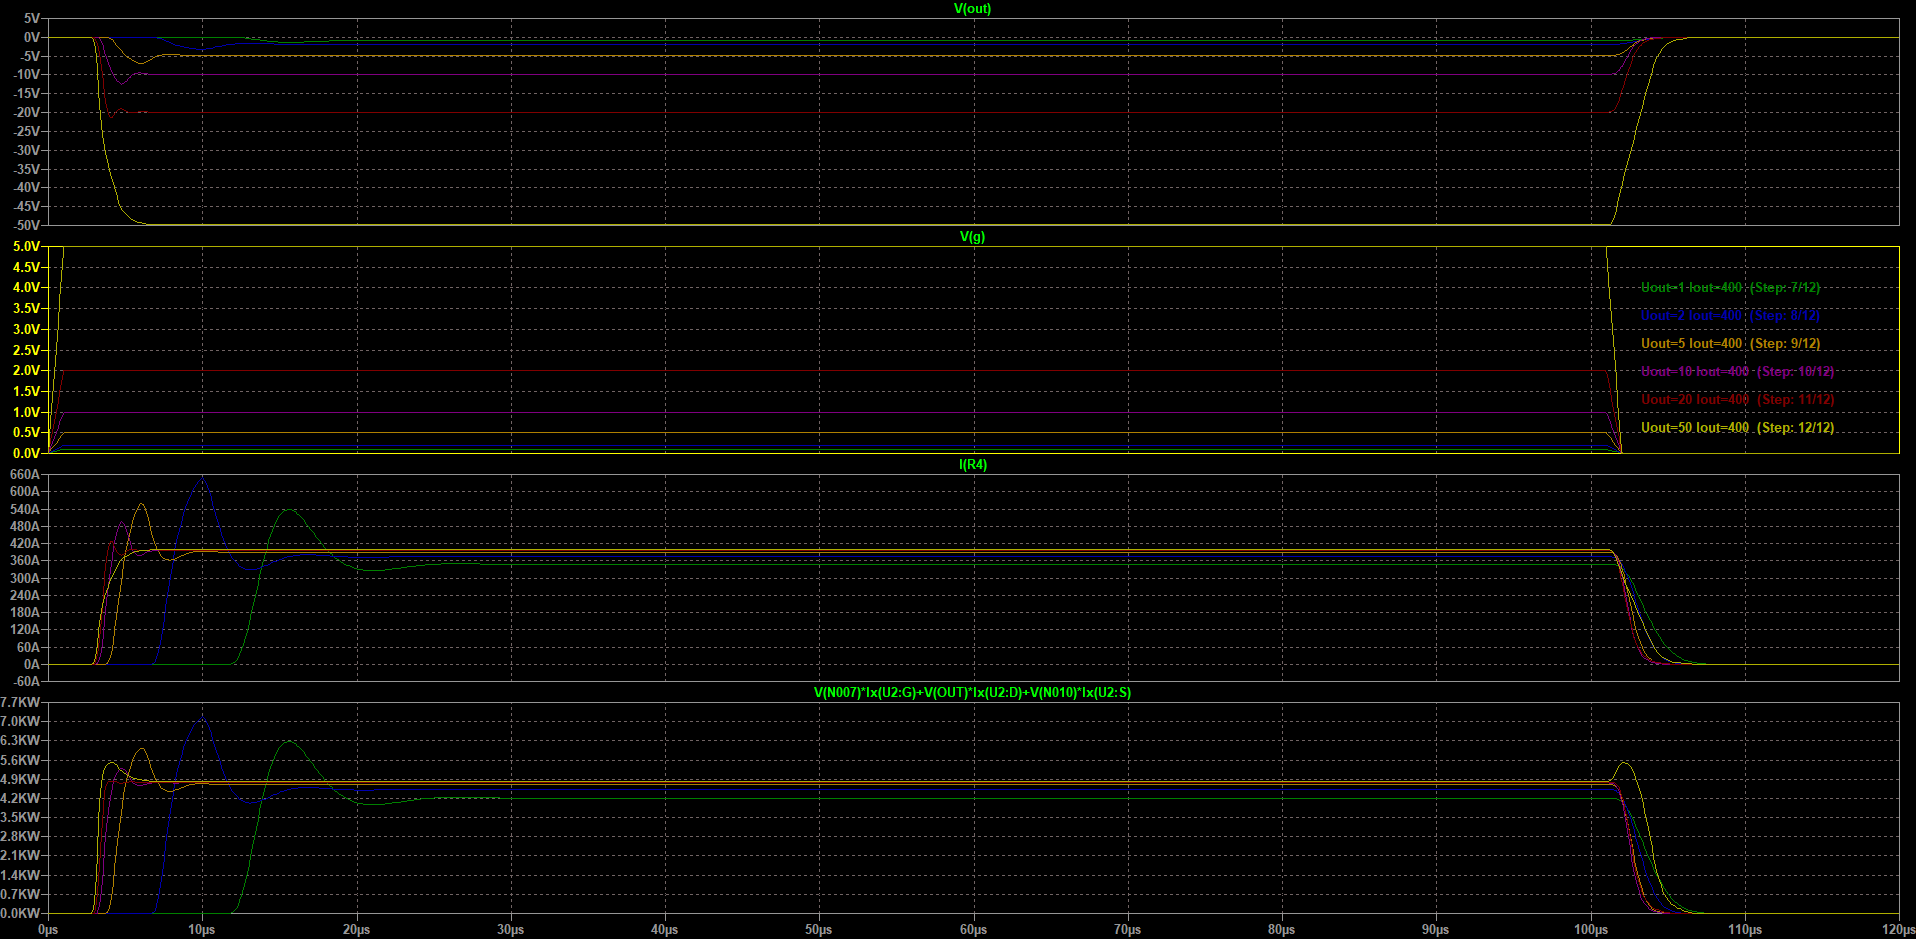 V(out)
5V
0V
-5V
-10V
-15V
-20V
-25V
-30V
-35V
-40V
-45V
-50V
V(g)
5.0V
4.5V
4.0V
3.5V
3.0V
2.5V
2.0V
1.5V
1.0V
0.5V
0.0V
Uout=1 Iout=400 (Step: 7/12)
Uout=2 Iout=400 (Step: 8/12)
Uout=5 Iout=400 (Step: 9/12)
Uout=10 Iout=400 (Step: 10/12)
Uout=20 Iout=400 (Step: 11/12)
Uout=50 Iout=400 (Step: 12/12)
I(R4)
660A
600A
540A
480A
420A
360A
300A
240A
180A
120A
60A
0A
-60A
V(N007)*Ix(U2:G)+V(OUT)*Ix(U2:D)+V(N010)*Ix(U2:S)
7.7KW
7.0KW
6.3KW
5.6KW
4.9KW
4.2KW
3.5KW
2.8KW
2.1KW
1.4KW
0.7KW
0.0KW
0µs 10µs 20µs 30µs 40µs 50µs 60µs 70µs 80µs 90µs 100µs 110µs 120µs